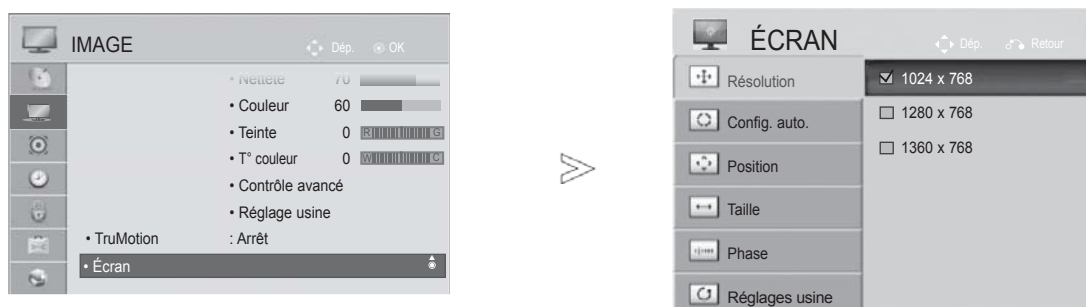 IMAGE
Dép. OK
• Netteté 70
• Couleur 60
• Teinte 0 R G
• T° couleur 0 W C
• Contrôle avancé
• Réglage usine
• TruMotion : Arrêt
• Écran
ÉCRAN
Dép. Retour
Résolution
Config. auto.
Position
Taille
Phase
Réglages usine
1024 x 768
1280 x 768
1360 x 768